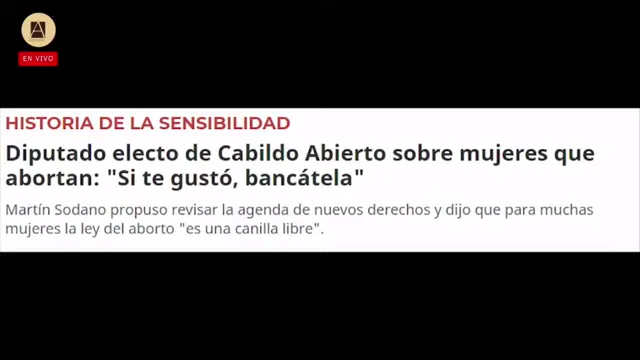 EN VIVO
HISTORIA DE LA SENSIBILIDAD
Diputado electo de Cabildo Abierto sobre mujeres que
abortan: "Si te gustó, bancátela"
Martín Sodano propuso revisar la agenda de nuevos derechos y dijo que para muchas
mujeres la ley del aborto "es una canilla libre".